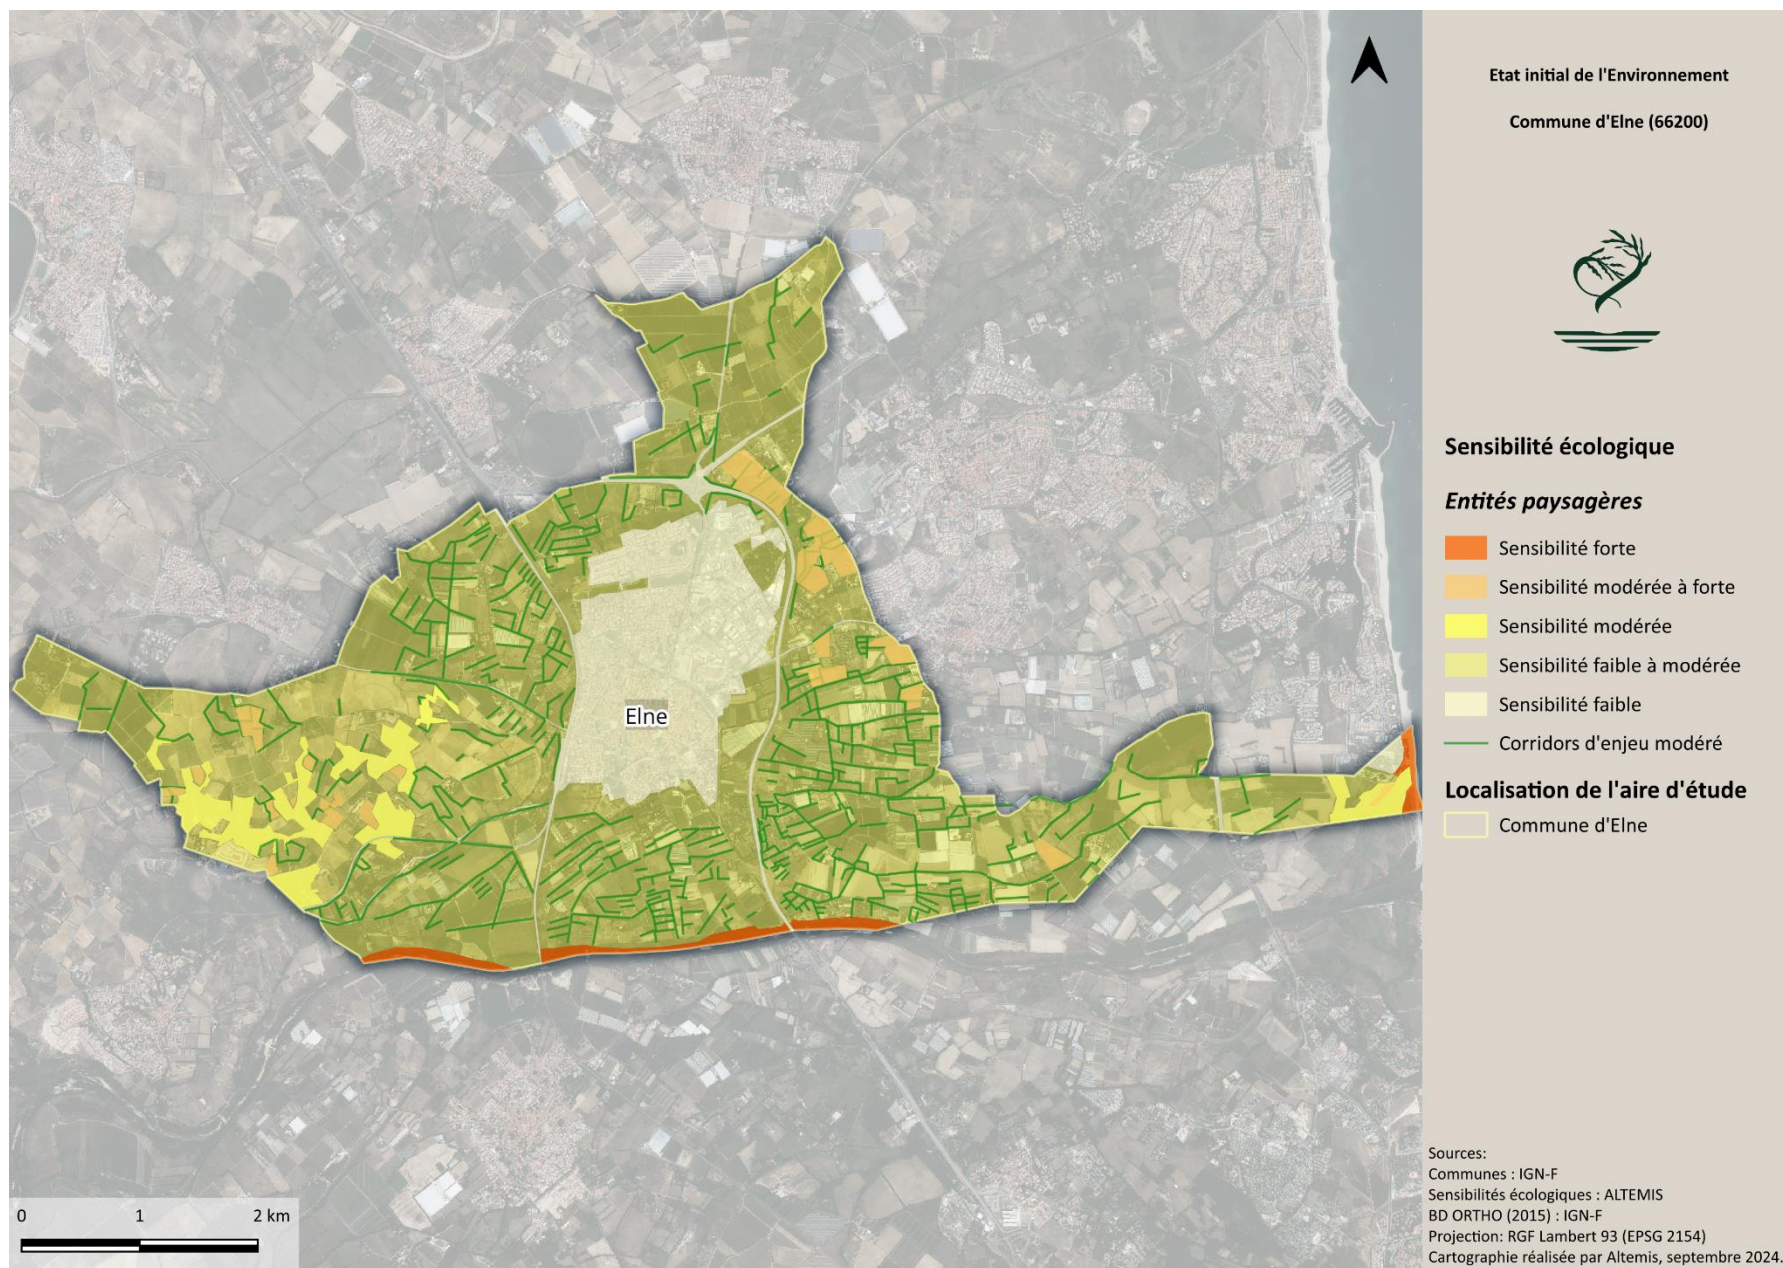 Etat initial de l'Environnement
Commune d'Elne (66200)
Sensibilité écologique
Entités paysagères
Sensibilité forte
Sensibilité modérée à forte
Sensibilité modérée
Sensibilité faible à modérée
Sensibilité faible
Corridors d'enjeu modéré
Localisation de l'aire d'étude
Commune d'Elne
Elne
0 1 2 km
Sources:
Communes : IGN-F
Sensibilités écologiques : ALTEMIS
BD ORTHO (2015) : IGN-F
Projection: RGF Lambert 93 (EPSG 2154)
Cartographie réalisée par Altemis, septembre 2024.